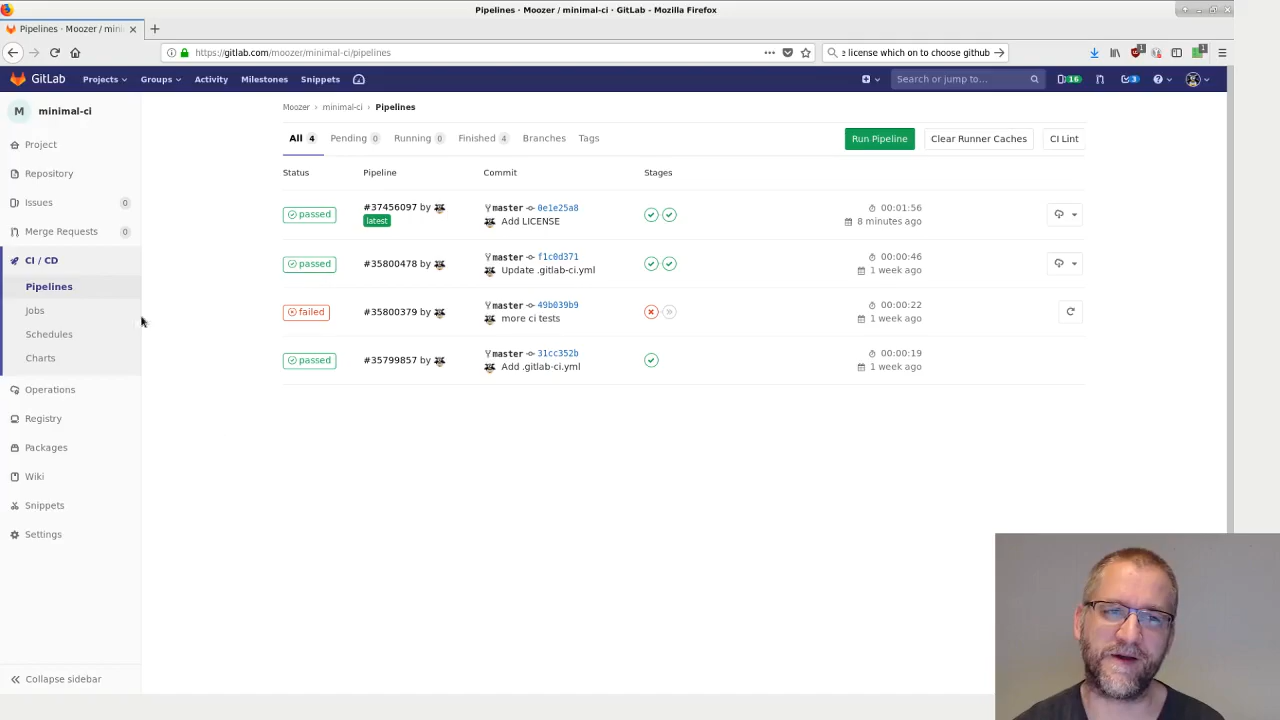 Pipelines · Moozer / minimal-ci · GitLab - Mozilla Firefox
Pipelines · Moozer / mini
https://gitlab.com/moozer/minimal-ci/pipelines
license which on to choose github
1
1
GitLab Projects Groups Activity Milestones Snippets
Search or jump to...
16
3
M minimal-ci
Project
Repository
Issues 0
Merge Requests 0
CI / CD
Pipelines
Jobs
Schedules
Charts
Operations
Registry
Packages
Wiki
Snippets
Settings
Collapse sidebar
Moozer › minimal-ci › Pipelines
All 4 Pending 0 Running 0 Finished 4 Branches Tags
Run Pipeline Clear Runner Caches CI Lint
Status Pipeline Commit Stages
passed #37456097 by master 0e1e25a8 00:01:56
latest Add LICENSE 8 minutes ago
passed #35800478 by master f1c0d371 00:00:46
Update .gitlab-ci.yml 1 week ago
failed #35800379 by master 49b039b9 00:00:22
more ci tests 1 week ago
passed #35799857 by master 31cc352b 00:00:19
Add .gitlab-ci.yml 1 week ago